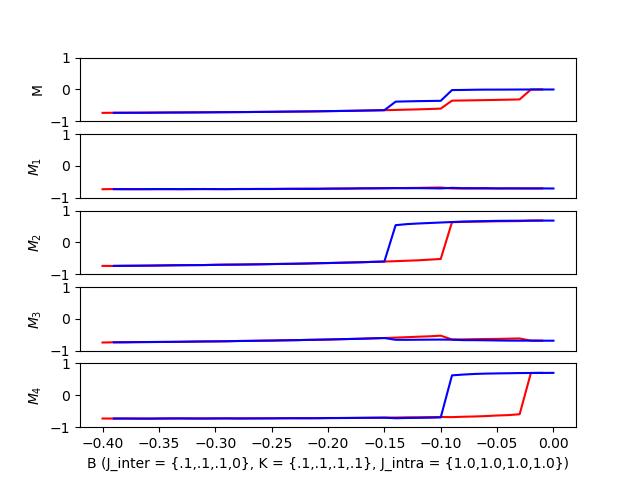 1
0
−1
M
1
0
−1
M1
1
0
−1
M2
1
0
−1
M3
1
0
−1
M4
−0.40 −0.35 −0.30 −0.25 −0.20 −0.15 −0.10 −0.05 0.00
B (J_inter = {.1,.1,.1,0}, K = {.1,.1,.1,.1}, J_intra = {1.0,1.0,1.0,1.0})